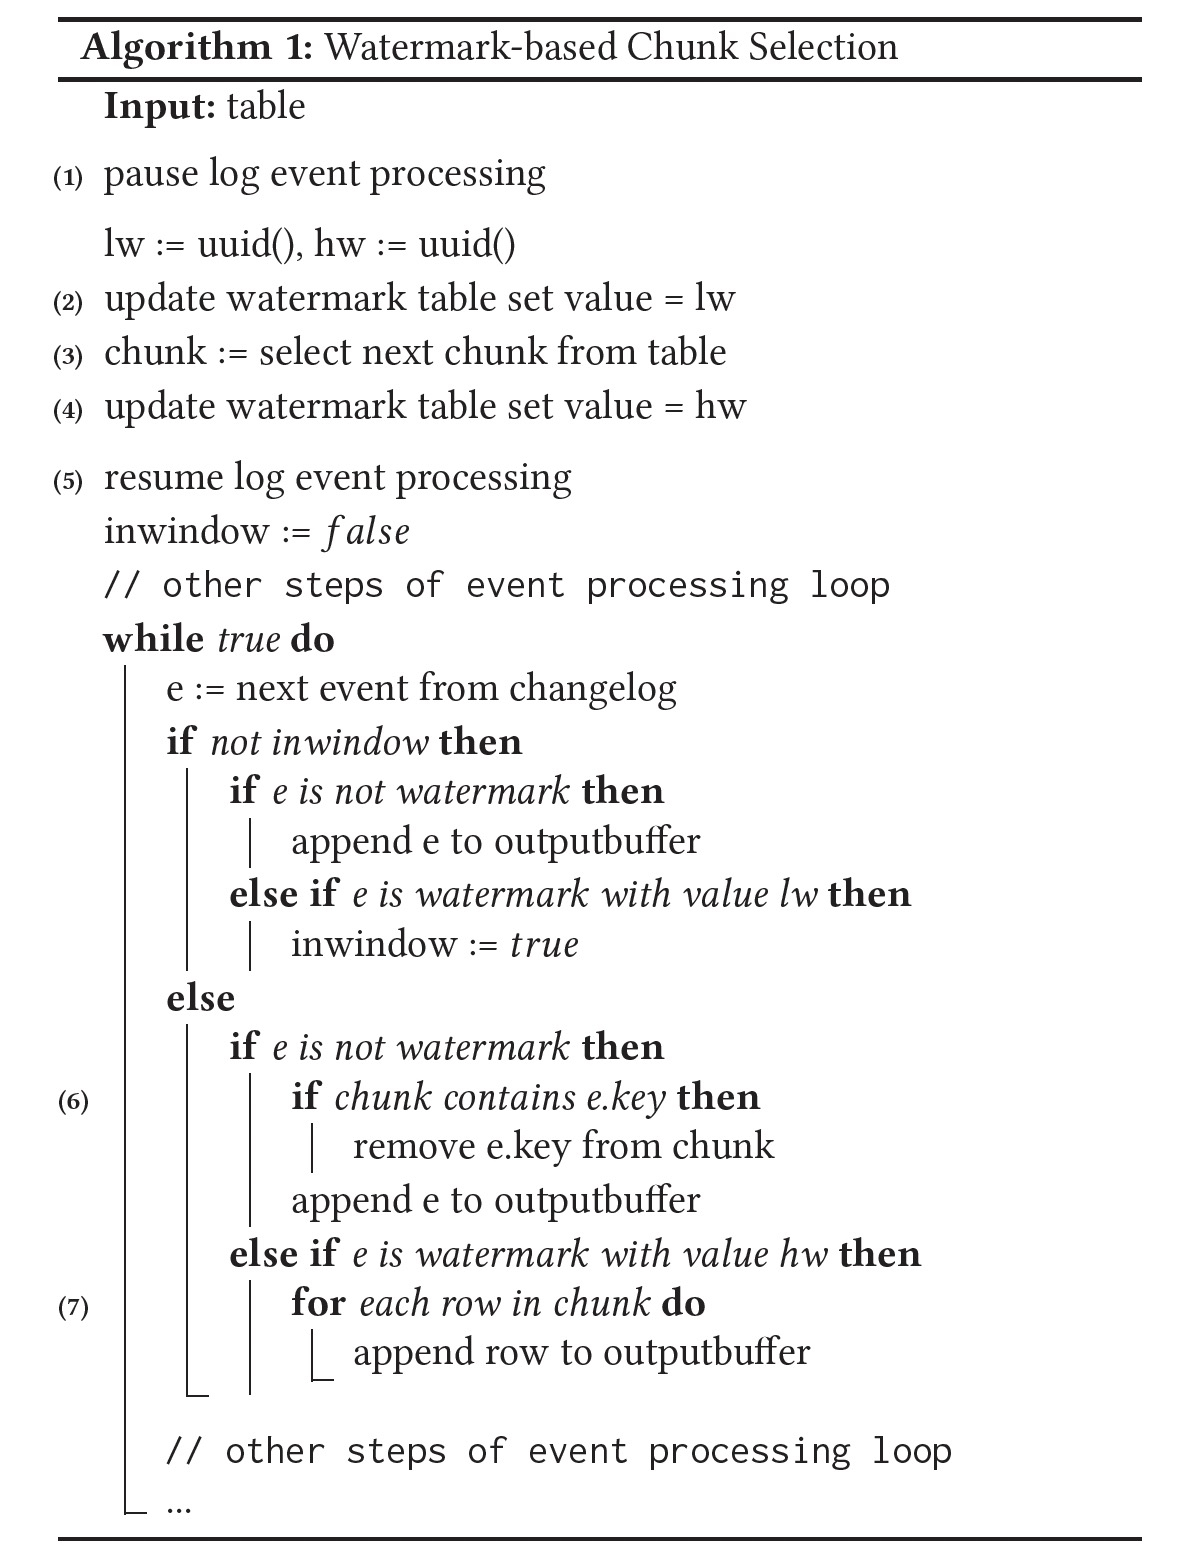 Algorithm 1: Watermark-based Chunk Selection
Input: table
(1) pause log event processing
lw := uuid(), hw := uuid()
(2) update watermark table set value = lw
(3) chunk := select next chunk from table
(4) update watermark table set value = hw
(5) resume log event processing
inwindow := false
// other steps of event processing loop
while true do
e := next event from changelog
if not inwindow then
if e is not watermark then
append e to outputbuffer
else if e is watermark with value lw then
inwindow := true
else
if e is not watermark then
(6) if chunk contains e.key then
remove e.key from chunk
append e to outputbuffer
else if e is watermark with value hw then
(7) for each row in chunk do
append row to outputbuffer
// other steps of event processing loop
...